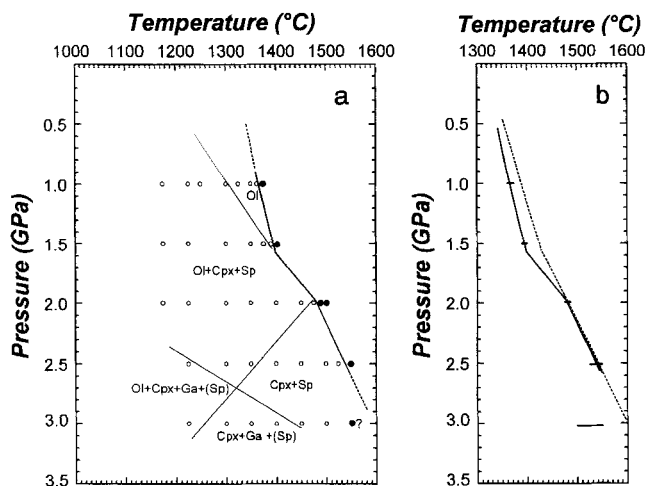 Temperature (°C)
1000 1100 1200 1300 1400 1500 1600
Pressure (GPa)
0.5
1.0
1.5
2.0
2.5
3.0
3.5
a
Ol
Ol+Cpx+Sp
Cpx+Sp
Ol+Cpx+Ga+(Sp)
Cpx+Ga +(Sp)
?
Temperature (°C)
1300 1400 1500 1600
Pressure (GPa)
0.5
1.0
1.5
2.0
2.5
3.0
3.5
b